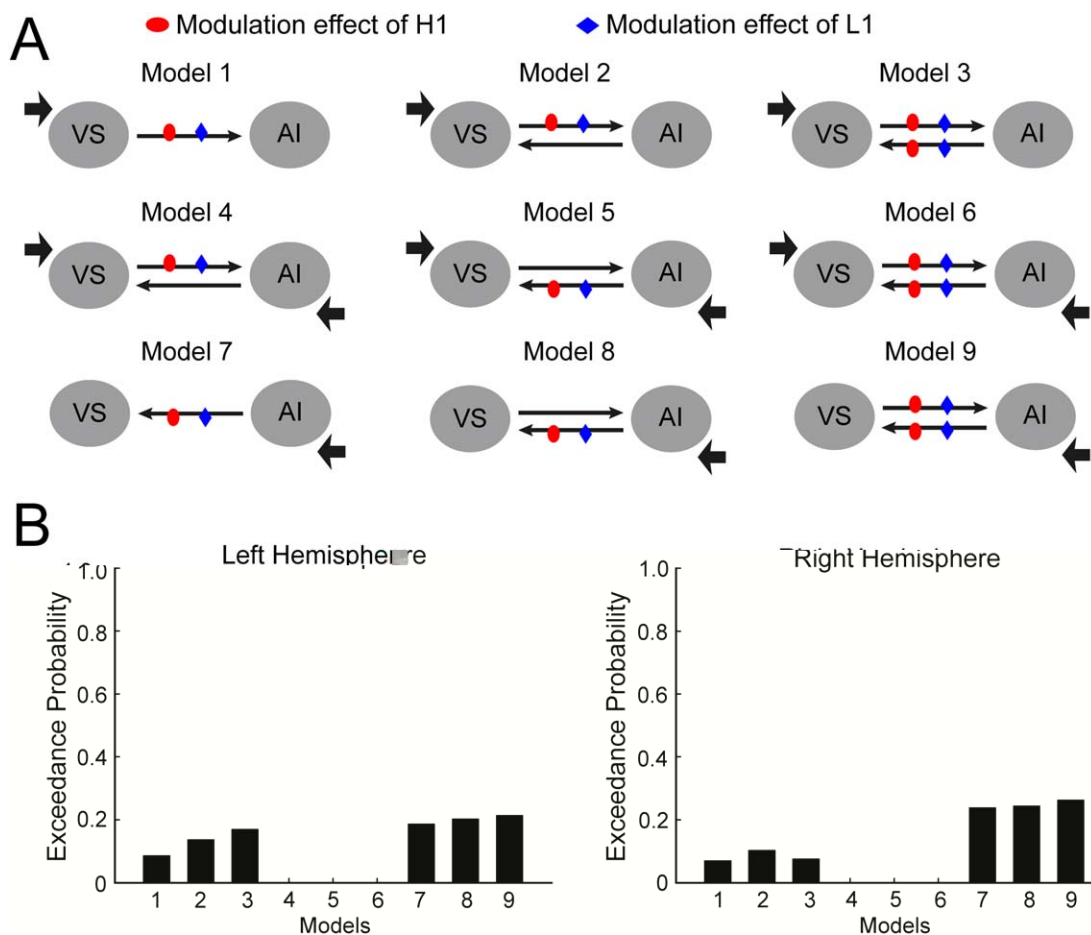 A
Modulation effect of H1 Modulation effect of L1
Model 1 Model 2 Model 3
VS AI VS AI VS AI
Model 4 Model 5 Model 6
VS AI VS AI VS AI
Model 7 Model 8 Model 9
VS AI VS AI VS AI
B
Left Hemisphere
Exceedance Probability
1.0
0.8
0.6
0.4
0.2
0
1 2 3 4 5 6 7 8 9
Models
Right Hemisphere
Exceedance Probability
1.0
0.8
0.6
0.4
0.2
0
1 2 3 4 5 6 7 8 9
Models